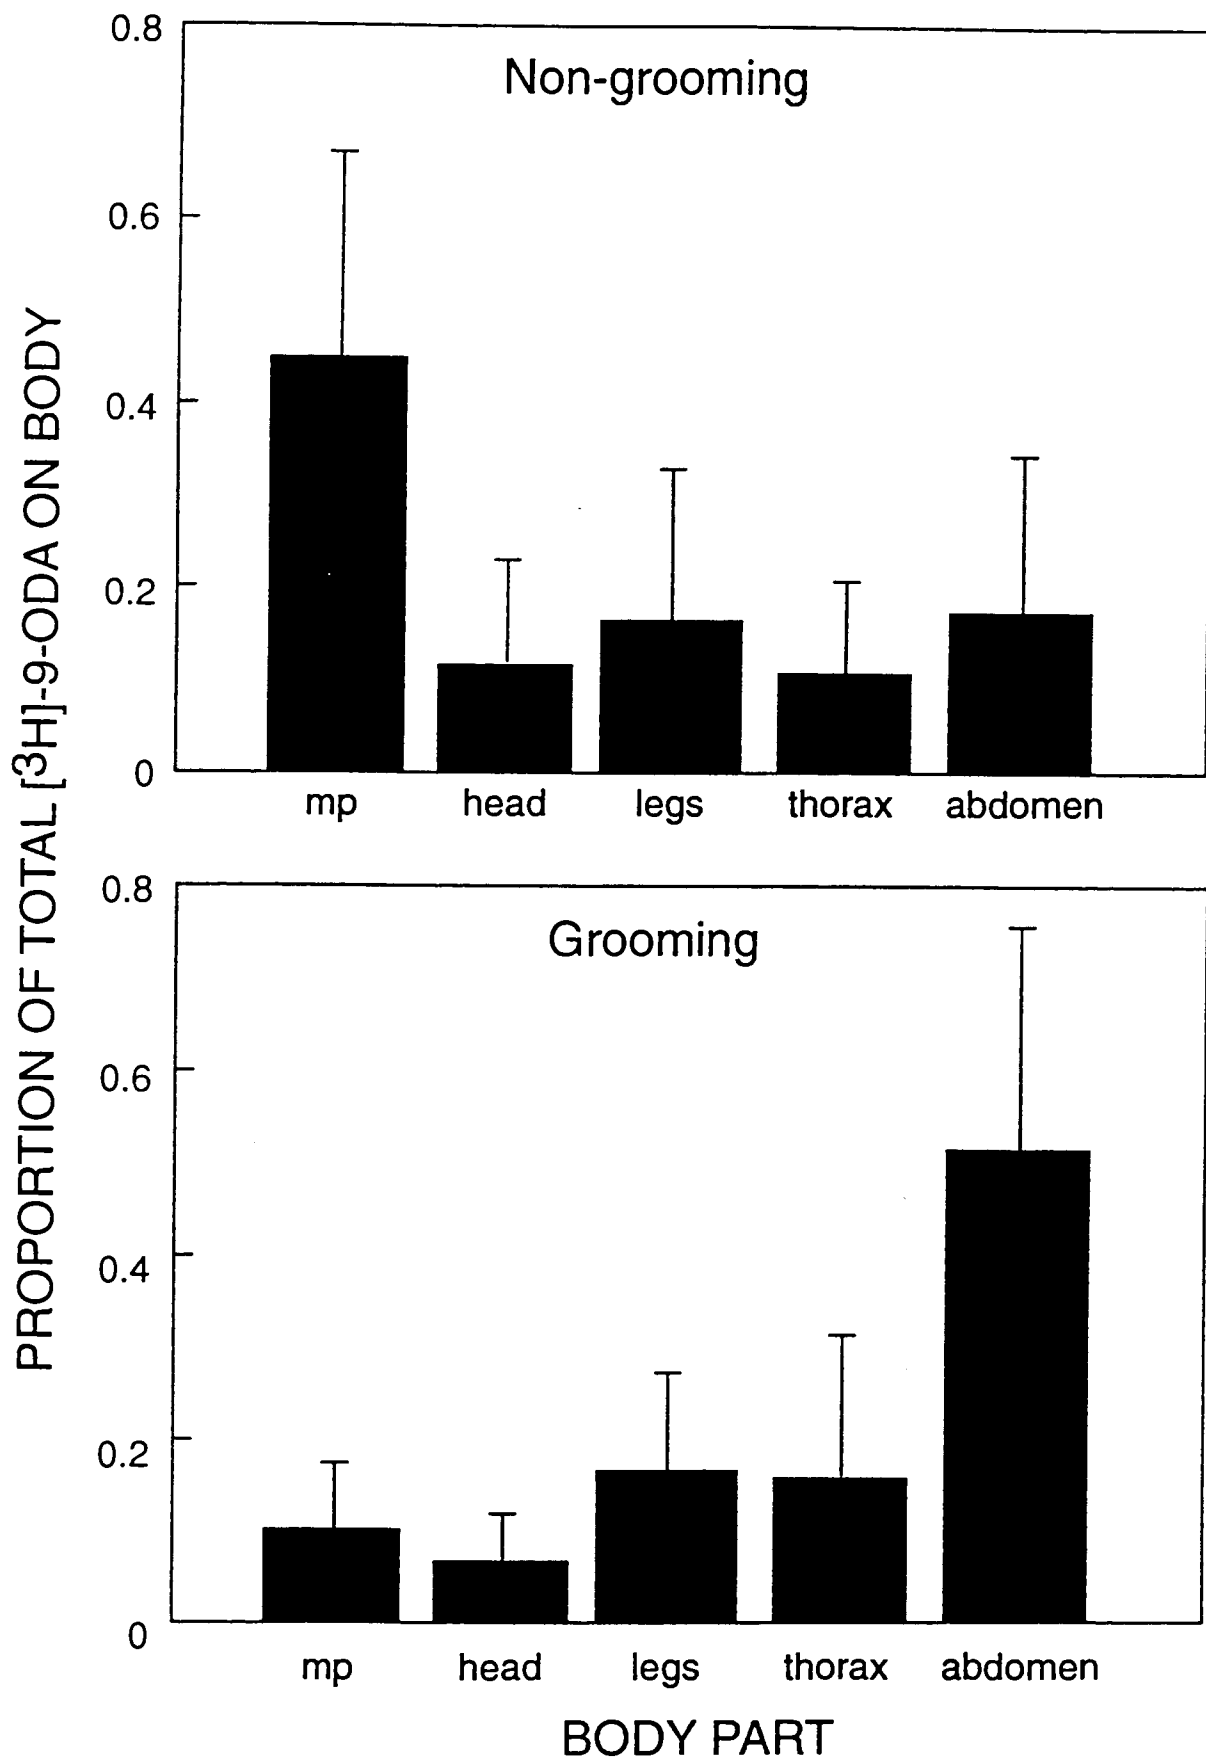 PROPORTION OF TOTAL [3H]-9-ODA ON BODY
Non-grooming
0.8
0.6
0.4
0.2
0
mp head legs thorax abdomen
Grooming
0.8
0.6
0.4
0.2
0
mp head legs thorax abdomen
BODY PART